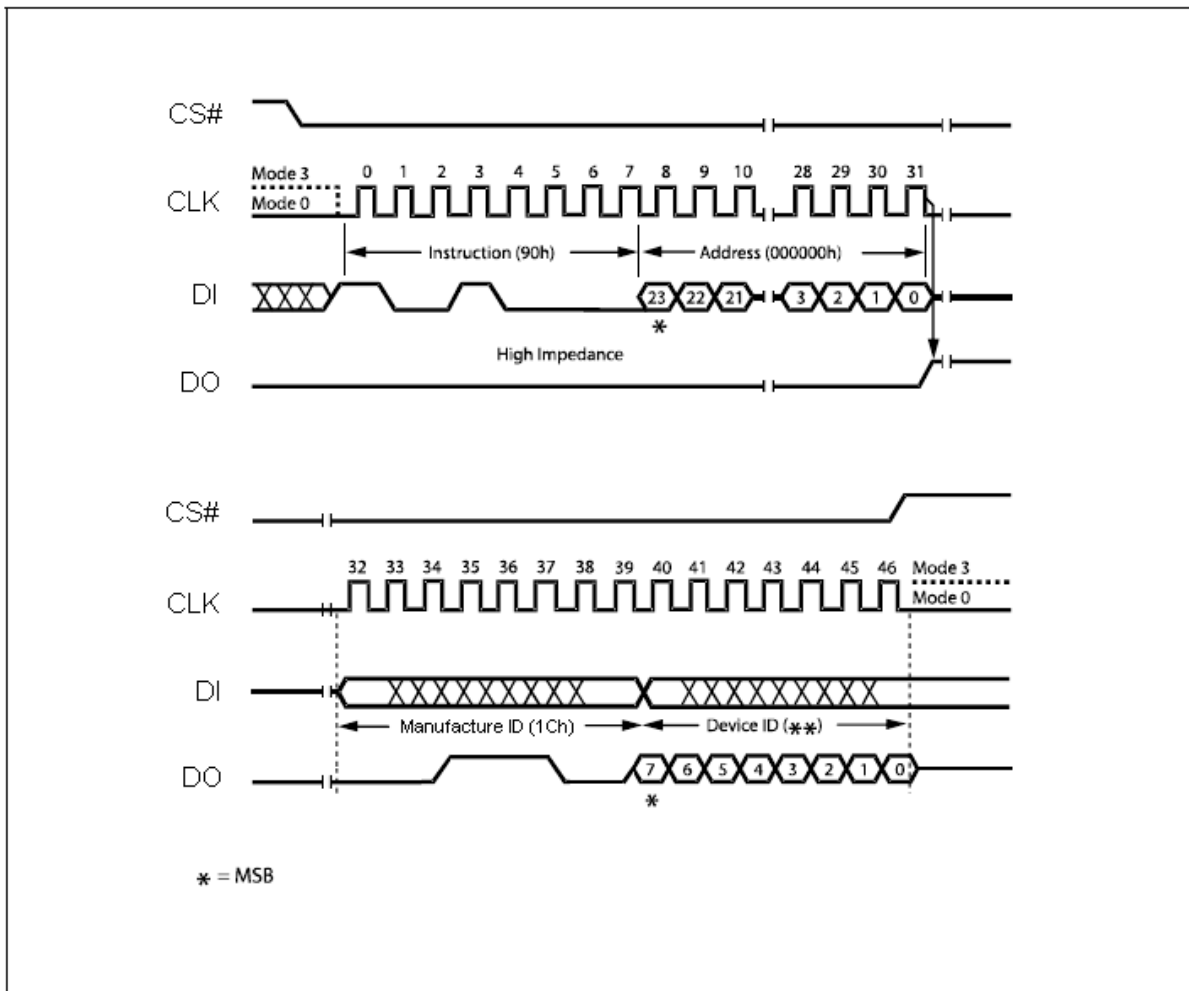 CS#
Mode 3
0 1 2 3 4 5 6 7 8 9 10 28 29 30 31
CLK
Mode 0
Instruction (90h) Address (000000h)
DI 23 22 21 3 2 1 0
*
High Impedance
DO
CS#
32 33 34 35 36 37 38 39 40 41 42 43 44 45 46 Mode 3
CLK
Mode 0
DI
Manufacture ID (1Ch) Device ID (**)
DO 7 6 5 4 3 2 1 0
*
* = MSB